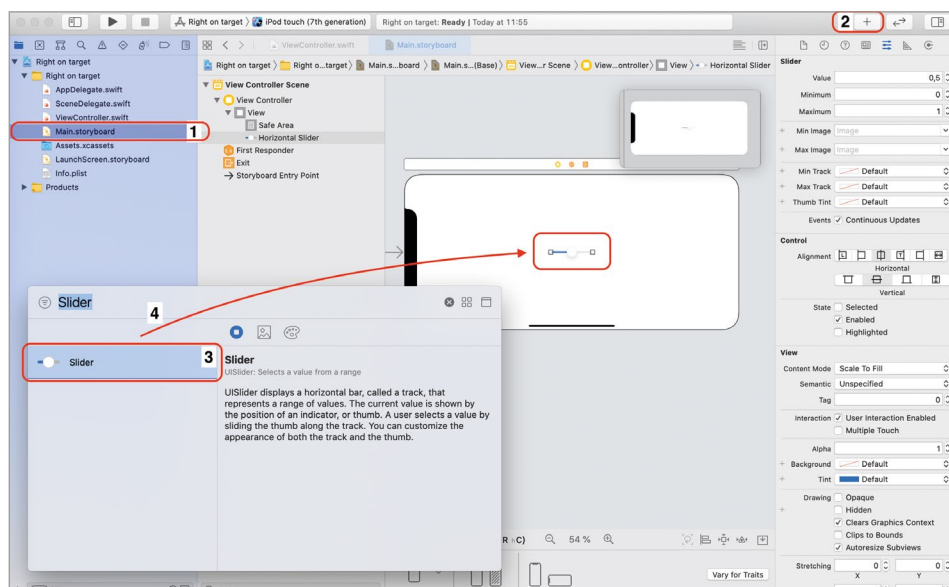 Right on target
iPod touch (7th generation)
Right on target: Ready | Today at 11:55
2
+
ViewController.swift
Main.storyboard
Right on target
Right on target
AppDelegate.swift
SceneDelegate.swift
ViewController.swift
Main.storyboard
1
Assets.xcassets
LaunchScreen.storyboard
Info.plist
Products
Right on target
Right o...target)
Main.s...board
Main.s...(Base)
View...r Scene
View...ontroller
View
Horizontal Slider
View Controller Scene
View Controller
View
Safe Area
Horizontal Slider
First Responder
Exit
Storyboard Entry Point
Slider
4
Slider
3
Slider
UISlider: Selects a value from a range
UISlider displays a horizontal bar, called a track, that
represents a range of values. The current value is shown by
the position of an indicator, or thumb. A user selects a value by
sliding the thumb along the track. You can customize the
appearance of both the track and the thumb.
54 %
Vary for Traits
Slider
Value 0,5
Minimum 0
Maximum 1
Min Image Image
Max Image Image
Min Track Default
Max Track Default
Thumb Tint Default
Events Continuous Updates
Control
Alignment
Horizontal
Vertical
State Selected
Enabled
Highlighted
View
Content Mode Scale To Fill
Semantic Unspecified
Tag 0
Interaction User Interaction Enabled
Multiple Touch
Alpha 1
Background Default
Tint Default
Drawing Opaque
Hidden
Clears Graphics Context
Clips to Bounds
Autoresize Subviews
Stretching 0 0
X Y